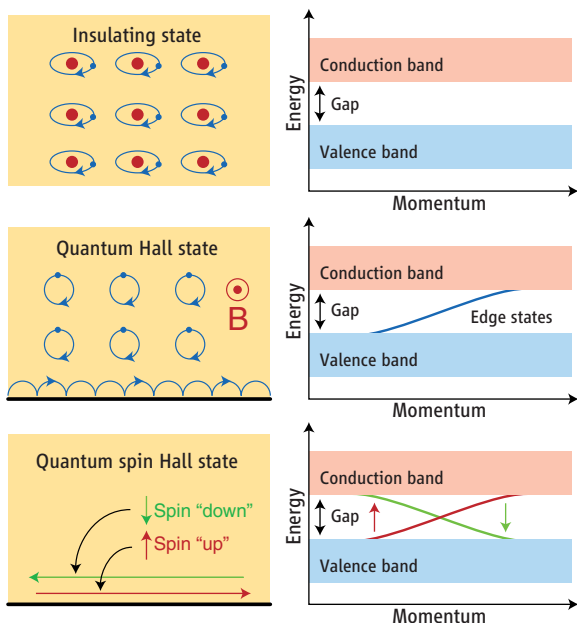 Insulating state
Energy
Conduction band
Gap
Valence band
Momentum
Quantum Hall state
B
Energy
Conduction band
Gap
Edge states
Valence band
Momentum
Quantum spin Hall state
Spin “down”
Spin “up”
Energy
Conduction band
Gap
Valence band
Momentum